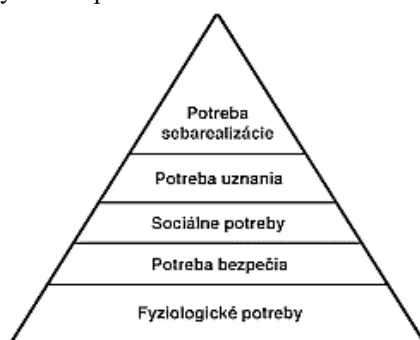 Potreba
sebarealizácie
Potreba uznania
Sociálne potreby
Potreba bezpečia
Fyziologické potreby